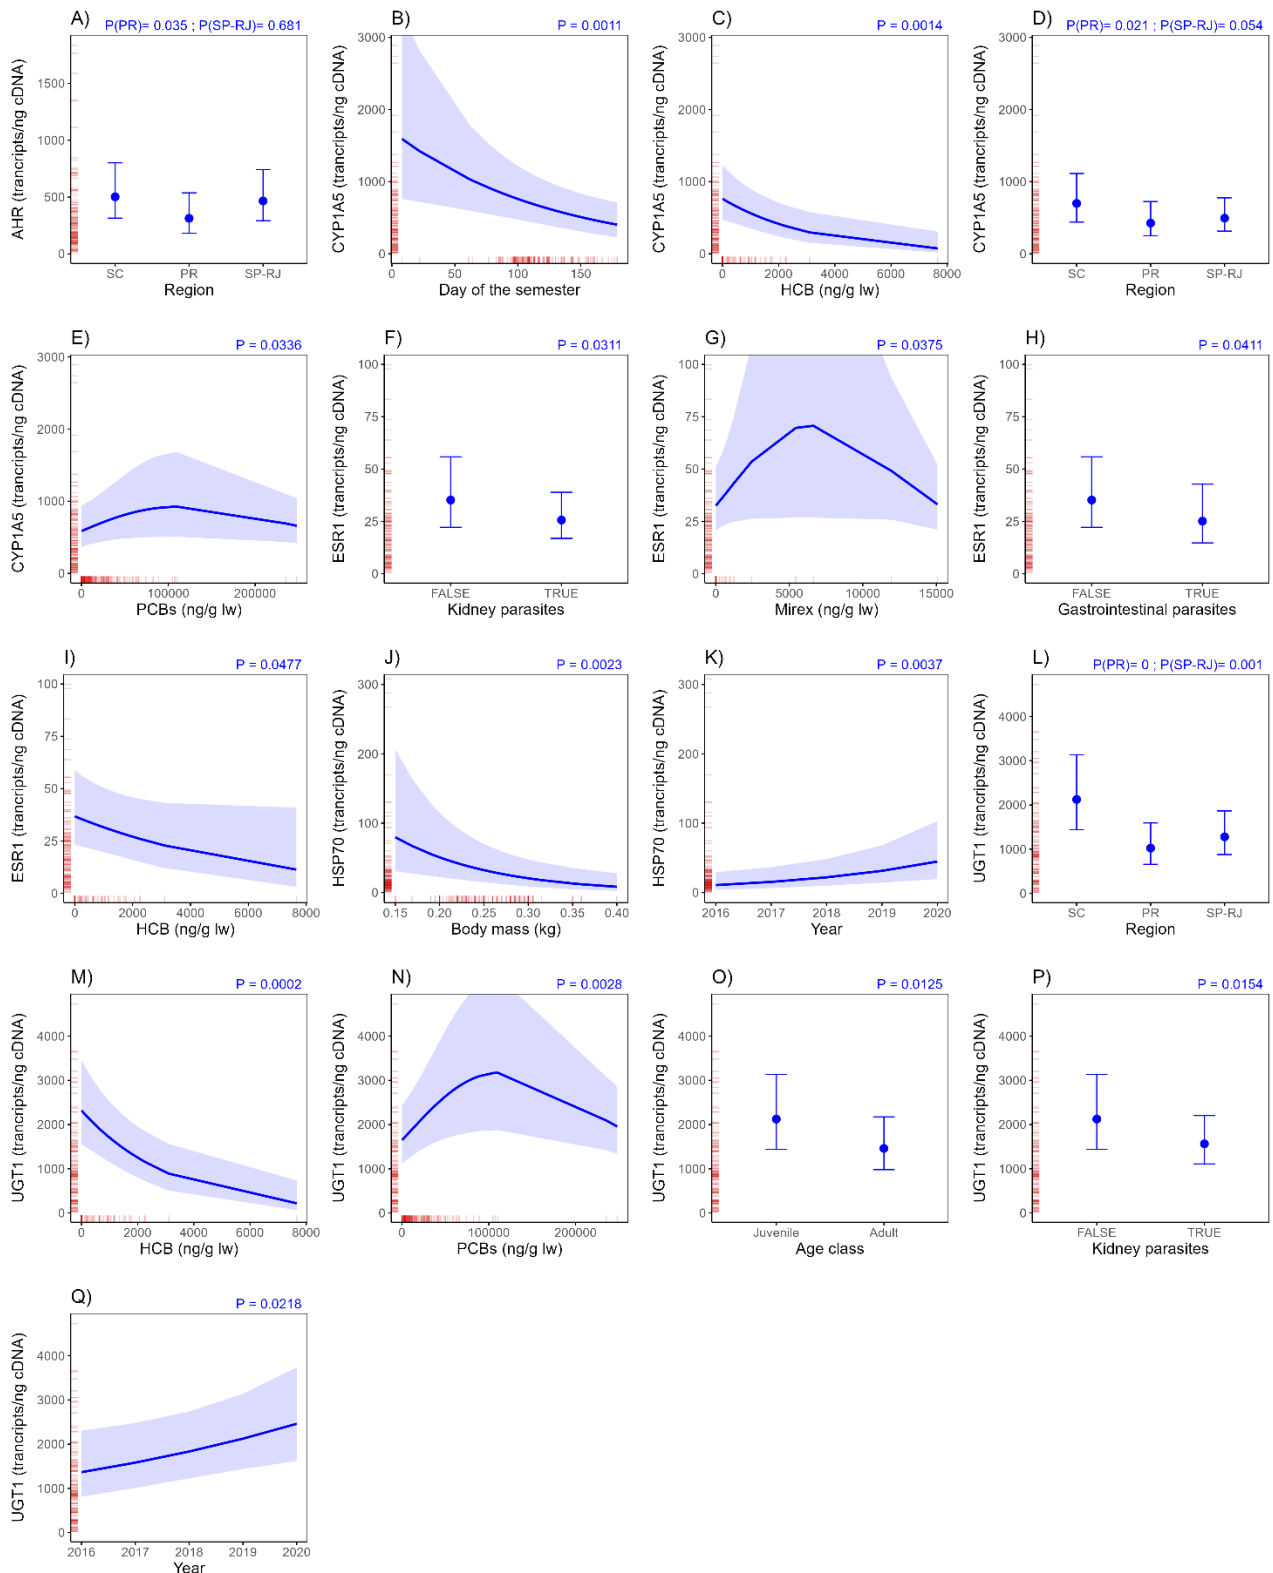 A)
P(PR)= 0.035 ; P(SP-RJ)= 0.681
AHR (trancripts/ng cDNA)
1500
1000
500
0
SC PR SP-RJ
Region
B)
P = 0.0011
CYP1A5 (trancripts/ng cDNA)
3000
2000
1000
0
0 50 100 150
Day of the semester
C)
P = 0.0014
CYP1A5 (trancripts/ng cDNA)
3000
2000
1000
0
0 2000 4000 6000 8000
HCB (ng/g lw)
D)
P(PR)= 0.021 ; P(SP-RJ)= 0.054
CYP1A5 (trancripts/ng cDNA)
3000
2000
1000
0
SC PR SP-RJ
Region
E)
P = 0.0336
CYP1A5 (trancripts/ng cDNA)
3000
2000
1000
0
0 100000 200000
PCBs (ng/g lw)
F)
P = 0.0311
ESR1 (trancripts/ng cDNA)
100
75
50
25
0
FALSE TRUE
Kidney parasites
G)
P = 0.0375
ESR1 (trancripts/ng cDNA)
100
75
50
25
0
0 5000 10000 15000
Mirex (ng/g lw)
H)
P = 0.0411
ESR1 (trancripts/ng cDNA)
100
75
50
25
0
FALSE TRUE
Gastrointestinal parasites
I)
P = 0.0477
ESR1 (trancripts/ng cDNA)
100
75
50
25
0
0 2000 4000 6000 8000
HCB (ng/g lw)
J)
P = 0.0023
HSP70 (trancripts/ng cDNA)
300
200
100
0
0.15 0.20 0.25 0.30 0.35 0.40
Body mass (kg)
K)
P = 0.0037
HSP70 (trancripts/ng cDNA)
300
200
100
0
2016 2017 2018 2019 2020
Year
L)
P(PR)= 0 ; P(SP-RJ)= 0.001
UGT1 (trancripts/ng cDNA)
4000
3000
2000
1000
0
SC PR SP-RJ
Region
M)
P = 0.0002
UGT1 (trancripts/ng cDNA)
4000
3000
2000
1000
0
0 2000 4000 6000 8000
HCB (ng/g lw)
N)
P = 0.0028
UGT1 (trancripts/ng cDNA)
4000
3000
2000
1000
0
0 100000 200000
PCBs (ng/g lw)
O)
P = 0.0125
UGT1 (trancripts/ng cDNA)
4000
3000
2000
1000
0
Juvenile Adult
Age class
P)
P = 0.0154
UGT1 (trancripts/ng cDNA)
4000
3000
2000
1000
0
FALSE TRUE
Kidney parasites
Q)
P = 0.0218
UGT1 (trancripts/ng cDNA)
4000
3000
2000
1000
0
2016 2017 2018 2019 2020
Year